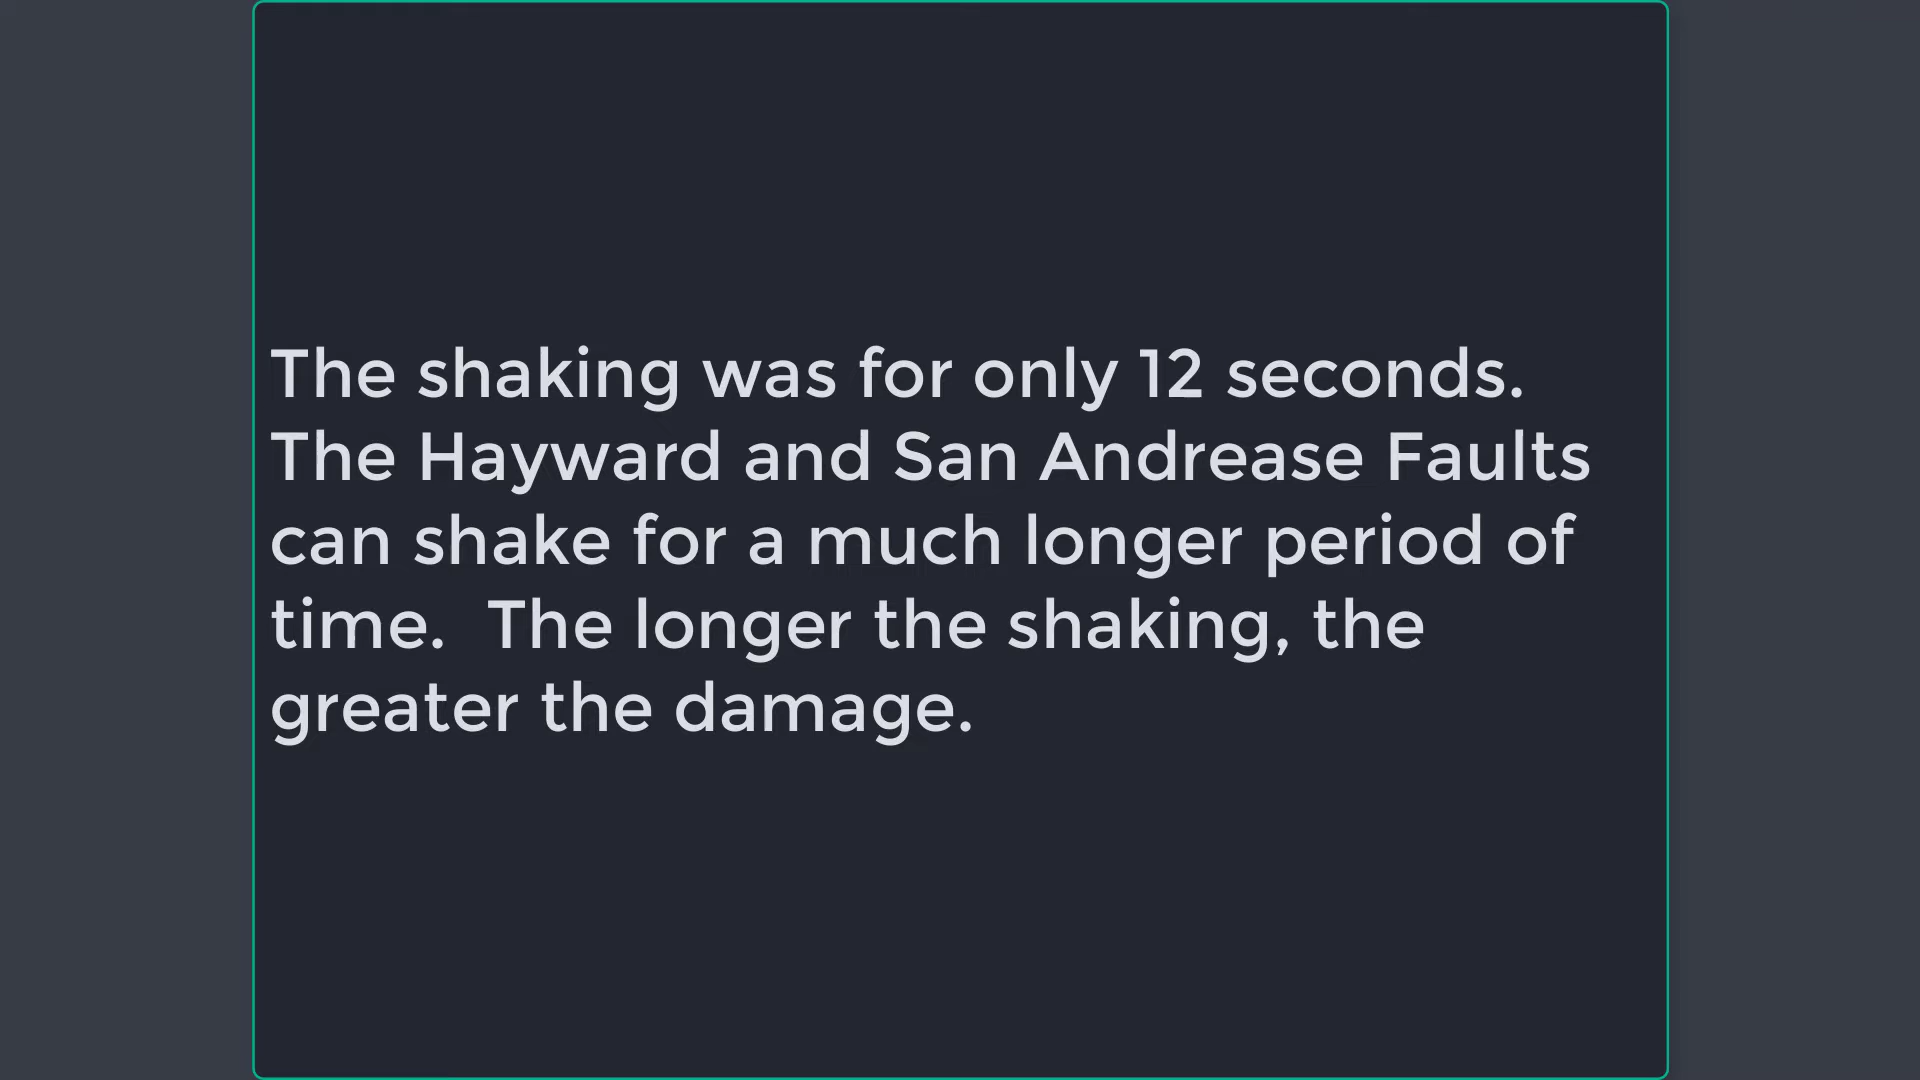 The shaking was for only 12 seconds.
The Hayward and San Andrease Faults
can shake for a much longer period of
time.  The longer the shaking, the
greater the damage.